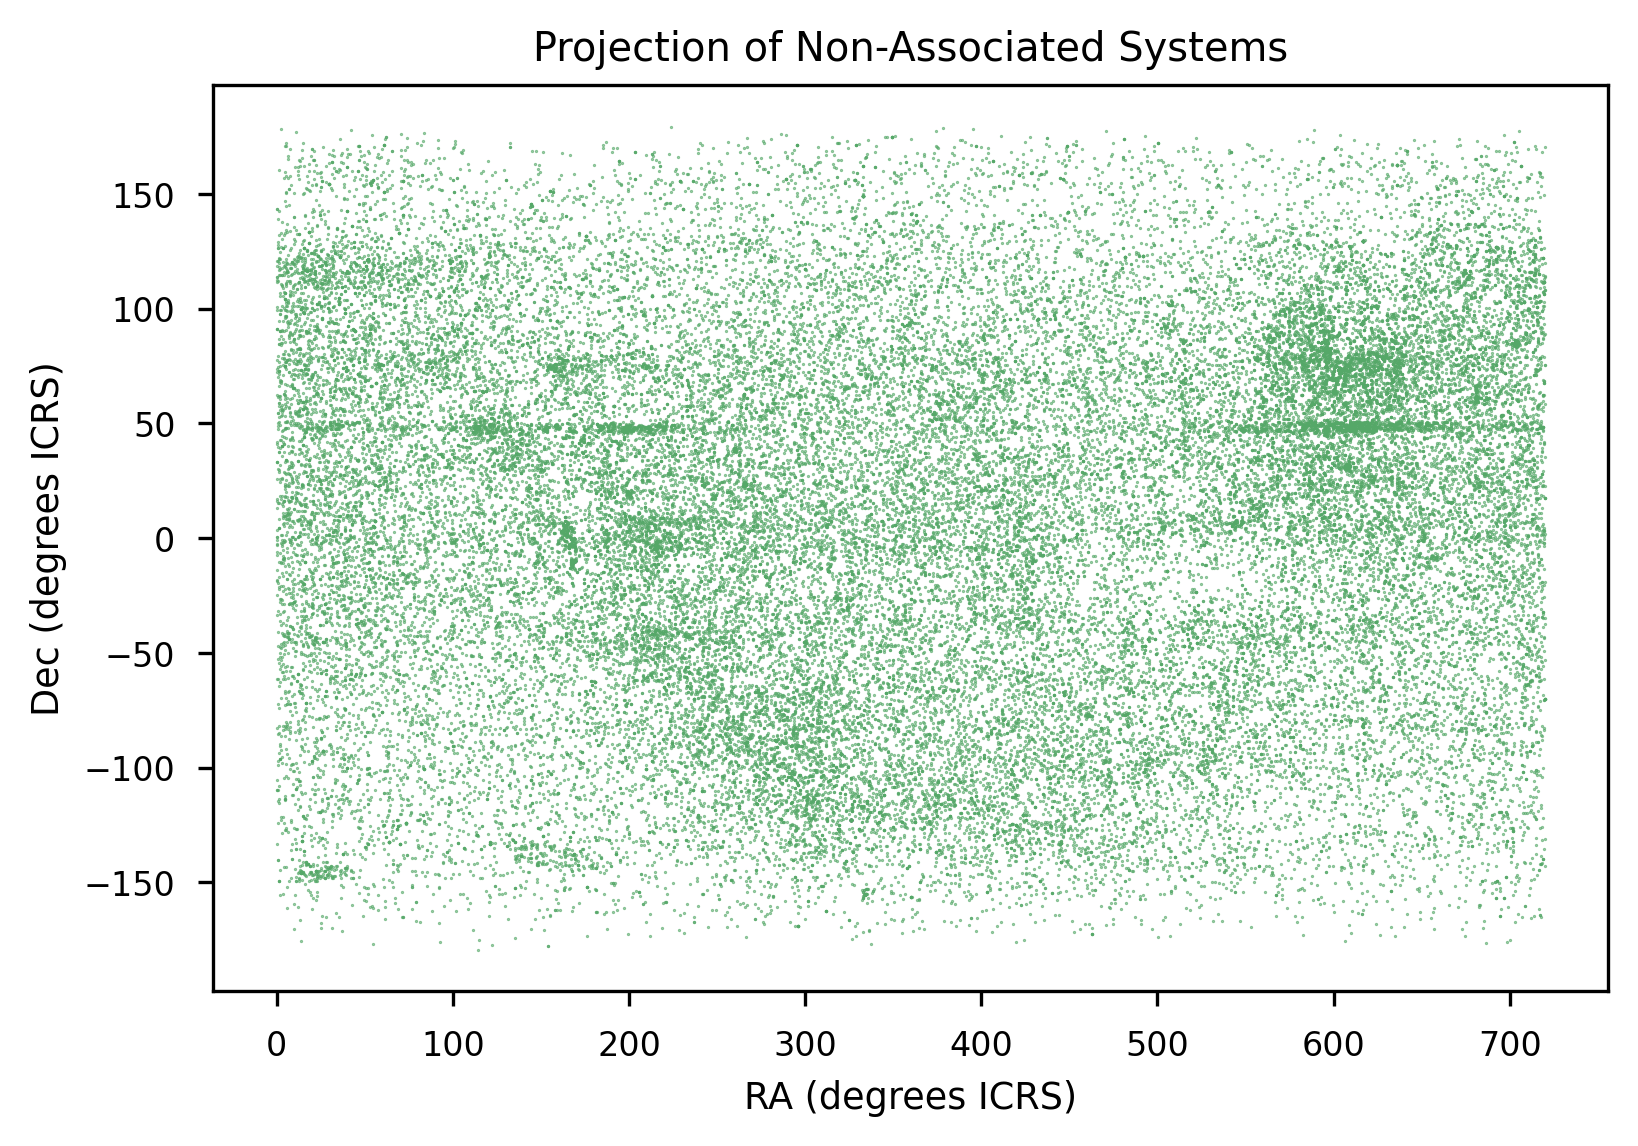 Projection of Non-Associated Systems
Dec (degrees ICRS)
150
100
50
0
−50
−100
−150
0 100 200 300 400 500 600 700
RA (degrees ICRS)